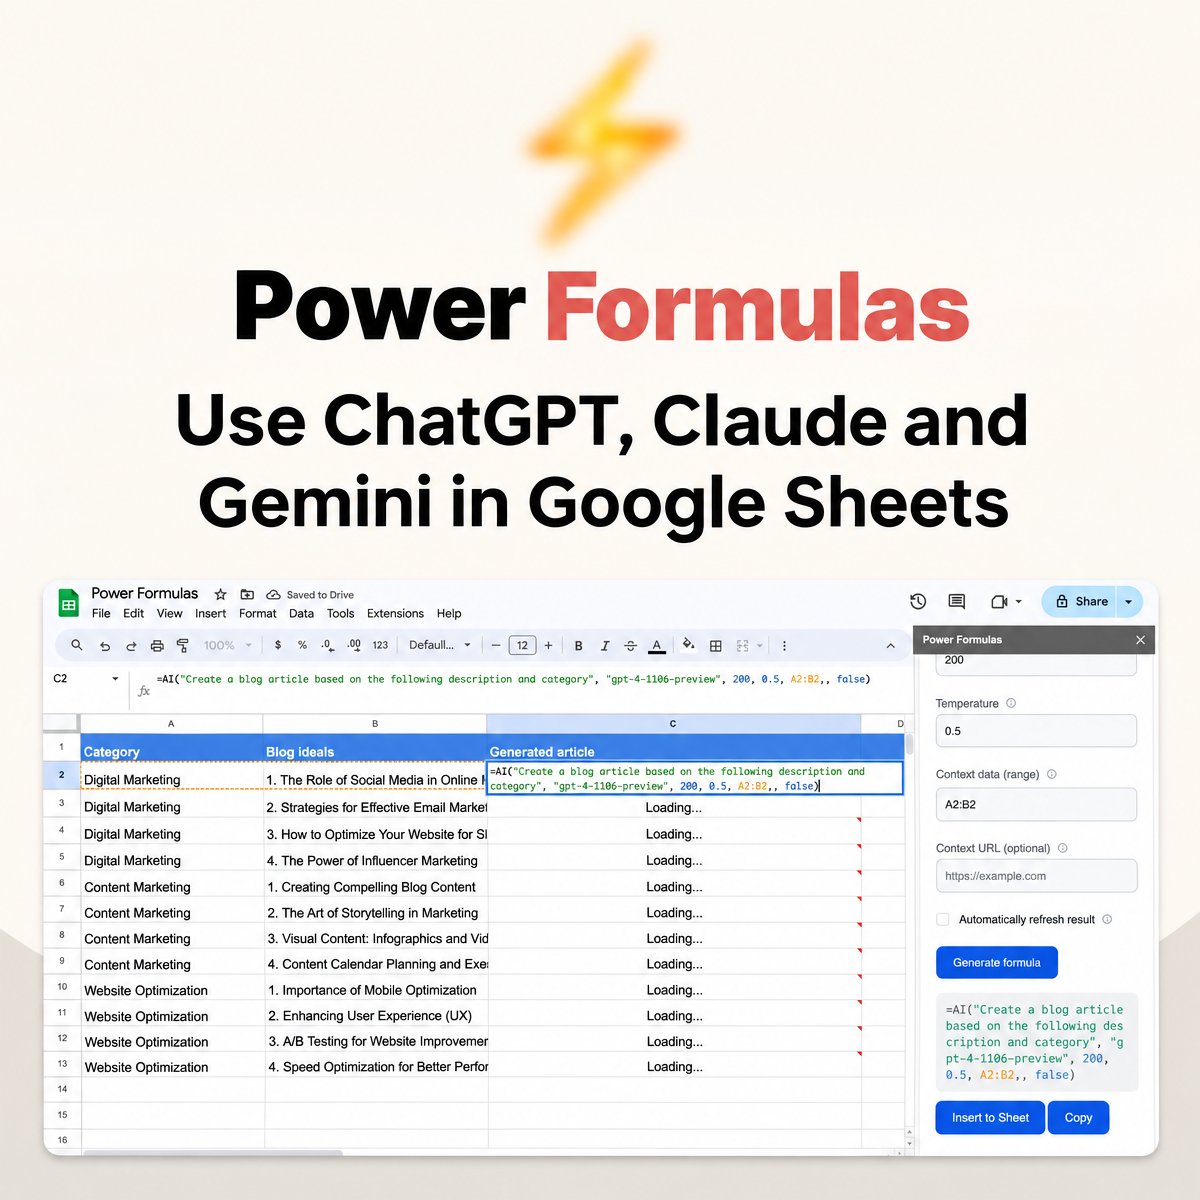 Power Formulas
Use ChatGPT, Claude and
Gemini in Google Sheets
Power Formulas
Saved to Drive
File Edit View Insert Format Data Tools Extensions Help
Share
100% $ % .0 .00 123 Defaul... 12 B I S A
Power Formulas
C2
fx =AI("Create a blog article based on the following description and category", "gpt-4-1106-preview", 200, 0.5, A2:B2,, false)
A B C D
1 Category Blog ideals Generated article
2 Digital Marketing 1. The Role of Social Media in Online
=AI("Create a blog article based on the following description and
category", "gpt-4-1106-preview", 200, 0.5, A2:B2,, false)
3 Digital Marketing 2. Strategies for Effective Email Market Loading...
4 Digital Marketing 3. How to Optimize Your Website for Loading...
5 Digital Marketing 4. The Power of Influencer Marketing Loading...
6 Content Marketing 1. Creating Compelling Blog Content Loading...
7 Content Marketing 2. The Art of Storytelling in Marketing Loading...
8 Content Marketing 3. Visual Content: Infographics and Vid Loading...
9 Content Marketing 4. Content Calendar Planning and Exe Loading...
10 Website Optimization 1. Importance of Mobile Optimization Loading...
11 Website Optimization 2. Enhancing User Experience (UX) Loading...
12 Website Optimization 3. A/B Testing for Website Improvemer Loading...
13 Website Optimization 4. Speed Optimization for Better Perfor Loading...
14
15
16
200
Temperature
0.5
Context data (range)
A2:B2
Context URL (optional)
https://example.com
Automatically refresh result
Generate formula
=AI("Create a blog article
based on the following des
cription and category", "g
pt-4-1106-preview", 200,
0.5, A2:B2,, false)
Insert to Sheet Copy